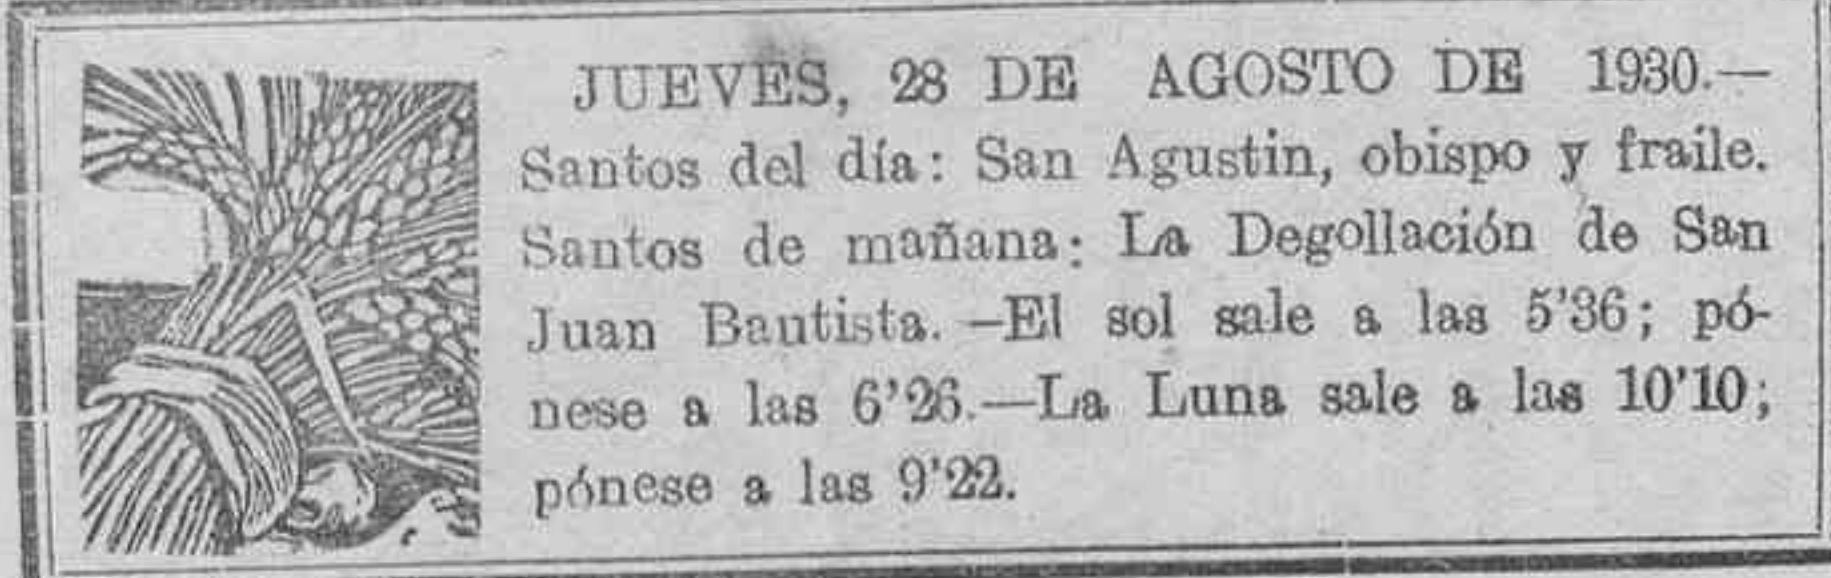 JUEVES, 28 DE AGOSTO DE 1930.—
Santos del día: San Agustin, obispo y fraile.
Santos de mañana: La Degollación de San
Juan Bautista.—El sol sale a las 5'36; pó-
nese a las 6'26.—La Luna sale a las 10'10;
pónese a las 9'22.